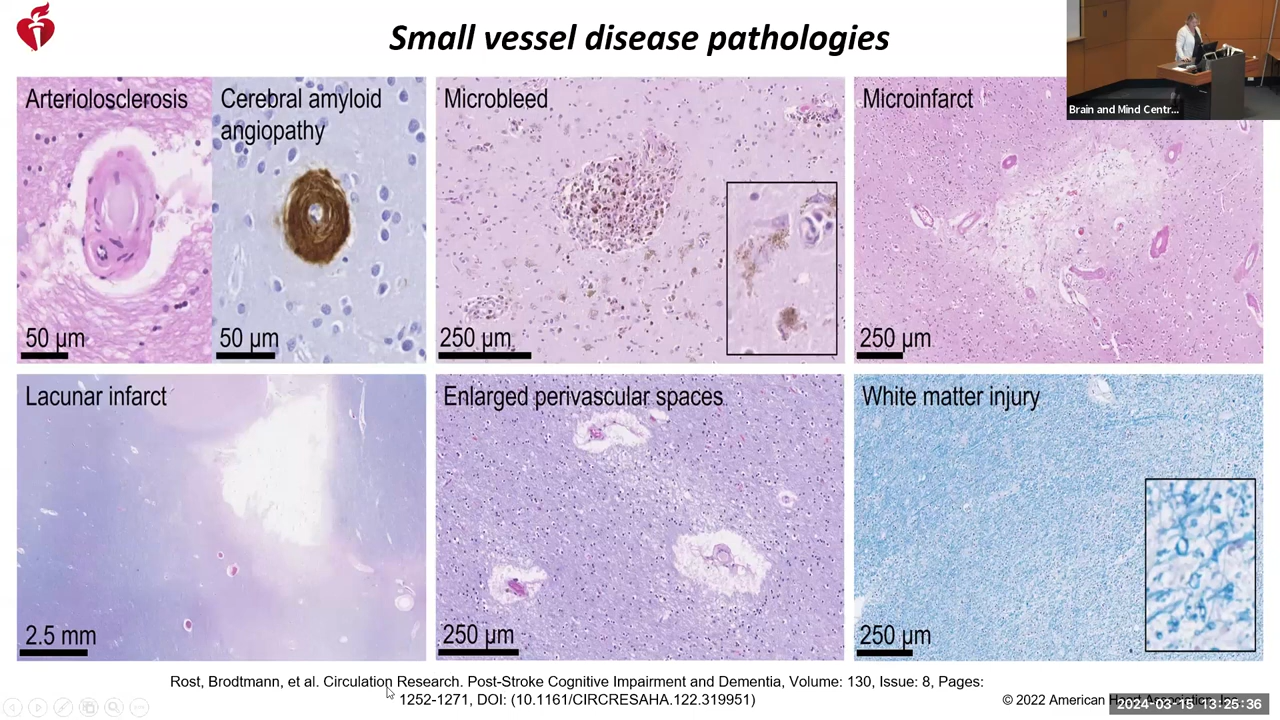 Small vessel disease pathologies
Brain and Mind Centr...
Arteriolosclerosis
50 µm
Cerebral amyloid
angiopathy
50 µm
Microbleed
250 µm
Microinfarct
250 µm
Lacunar infarct
2.5 mm
Enlarged perivascular spaces
250 µm
White matter injury
250 µm
Rost, Brodtmann, et al. Circulation Research. Post-Stroke Cognitive Impairment and Dementia, Volume: 130, Issue: 8, Pages:
1252-1271, DOI: (10.1161/CIRCRESAHA.122.319951)
© 2022 American
2024-03-15 13:25:36